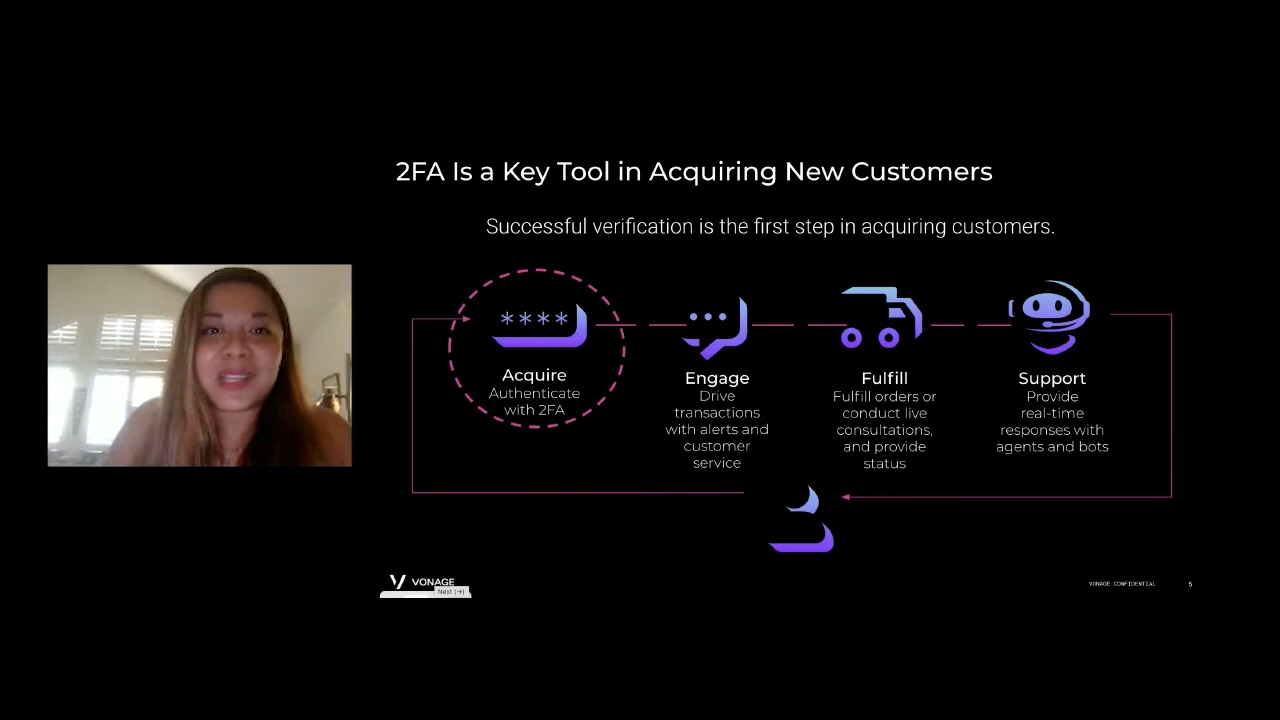 2FA Is a Key Tool in Acquiring New Customers
Successful verification is the first step in acquiring customers.
****
Acquire
Authenticate
with 2FA
Engage
Drive
transactions
with alerts and
customer
service
Fulfill
Fulfill orders or
conduct live
consultations,
and provide
status
Support
Provide
real-time
responses with
agents and bots
VONAGE
Next (→)
VONAGE CONFIDENTIAL
5